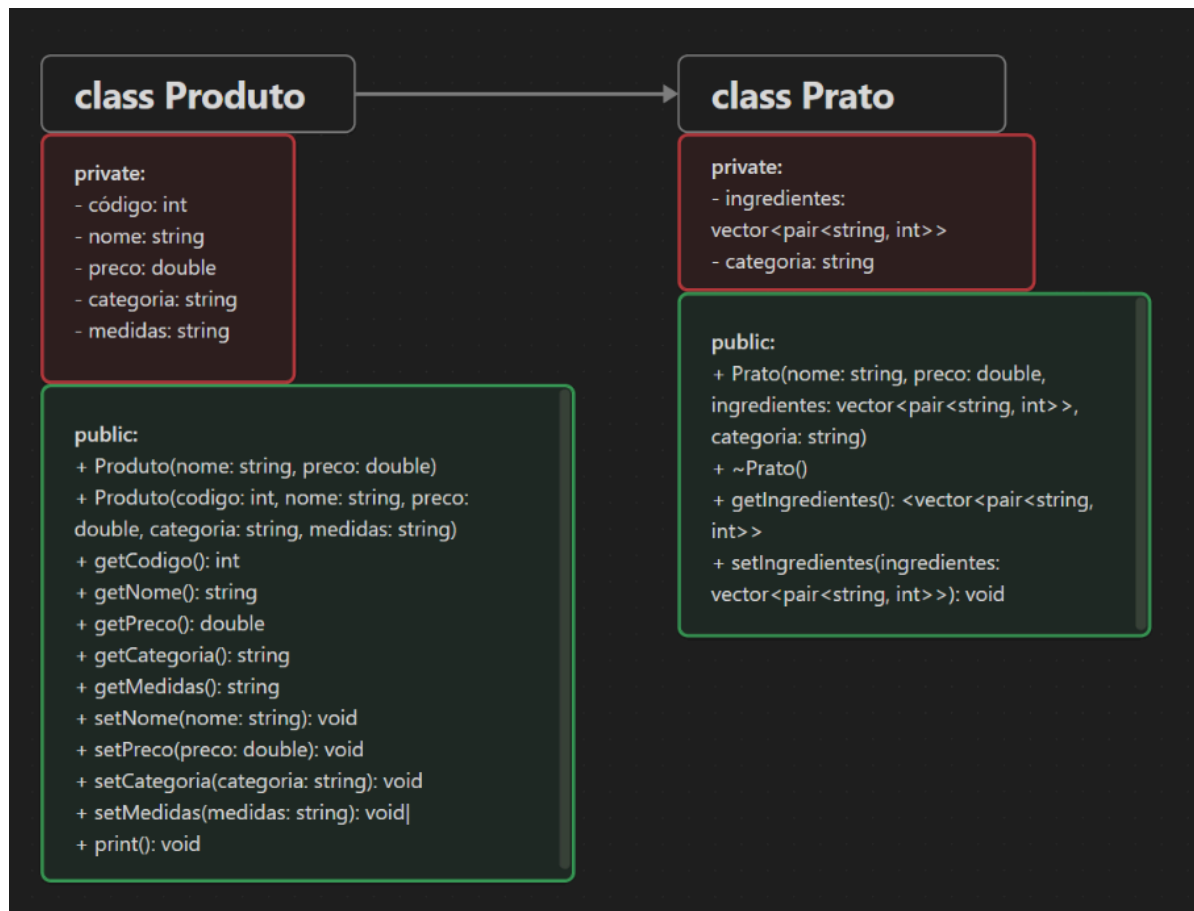 class Produto
private:
- código: int
- nome: string
- preco: double
- categoria: string
- medidas: string
public:
+ Produto(nome: string, preco: double)
+ Produto(codigo: int, nome: string, preco:
double, categoria: string, medidas: string)
+ getCodigo(): int
+ getNome(): string
+ getPreco(): double
+ getCategoria(): string
+ getMedidas(): string
+ setNome(nome: string): void
+ setPreco(preco: double): void
+ setCategoria(categoria: string): void
+ setMedidas(medidas: string): void|
+ print(): void
class Prato
private:
- ingredientes:
vector<pair<string, int>>
- categoria: string
public:
+ Prato(nome: string, preco: double,
ingredientes: vector<pair<string, int>>,
categoria: string)
+ ~Prato()
+ getIngredientes(): <vector<pair<string,
int>>
+ setIngredientes(ingredientes:
vector<pair<string, int>>): void